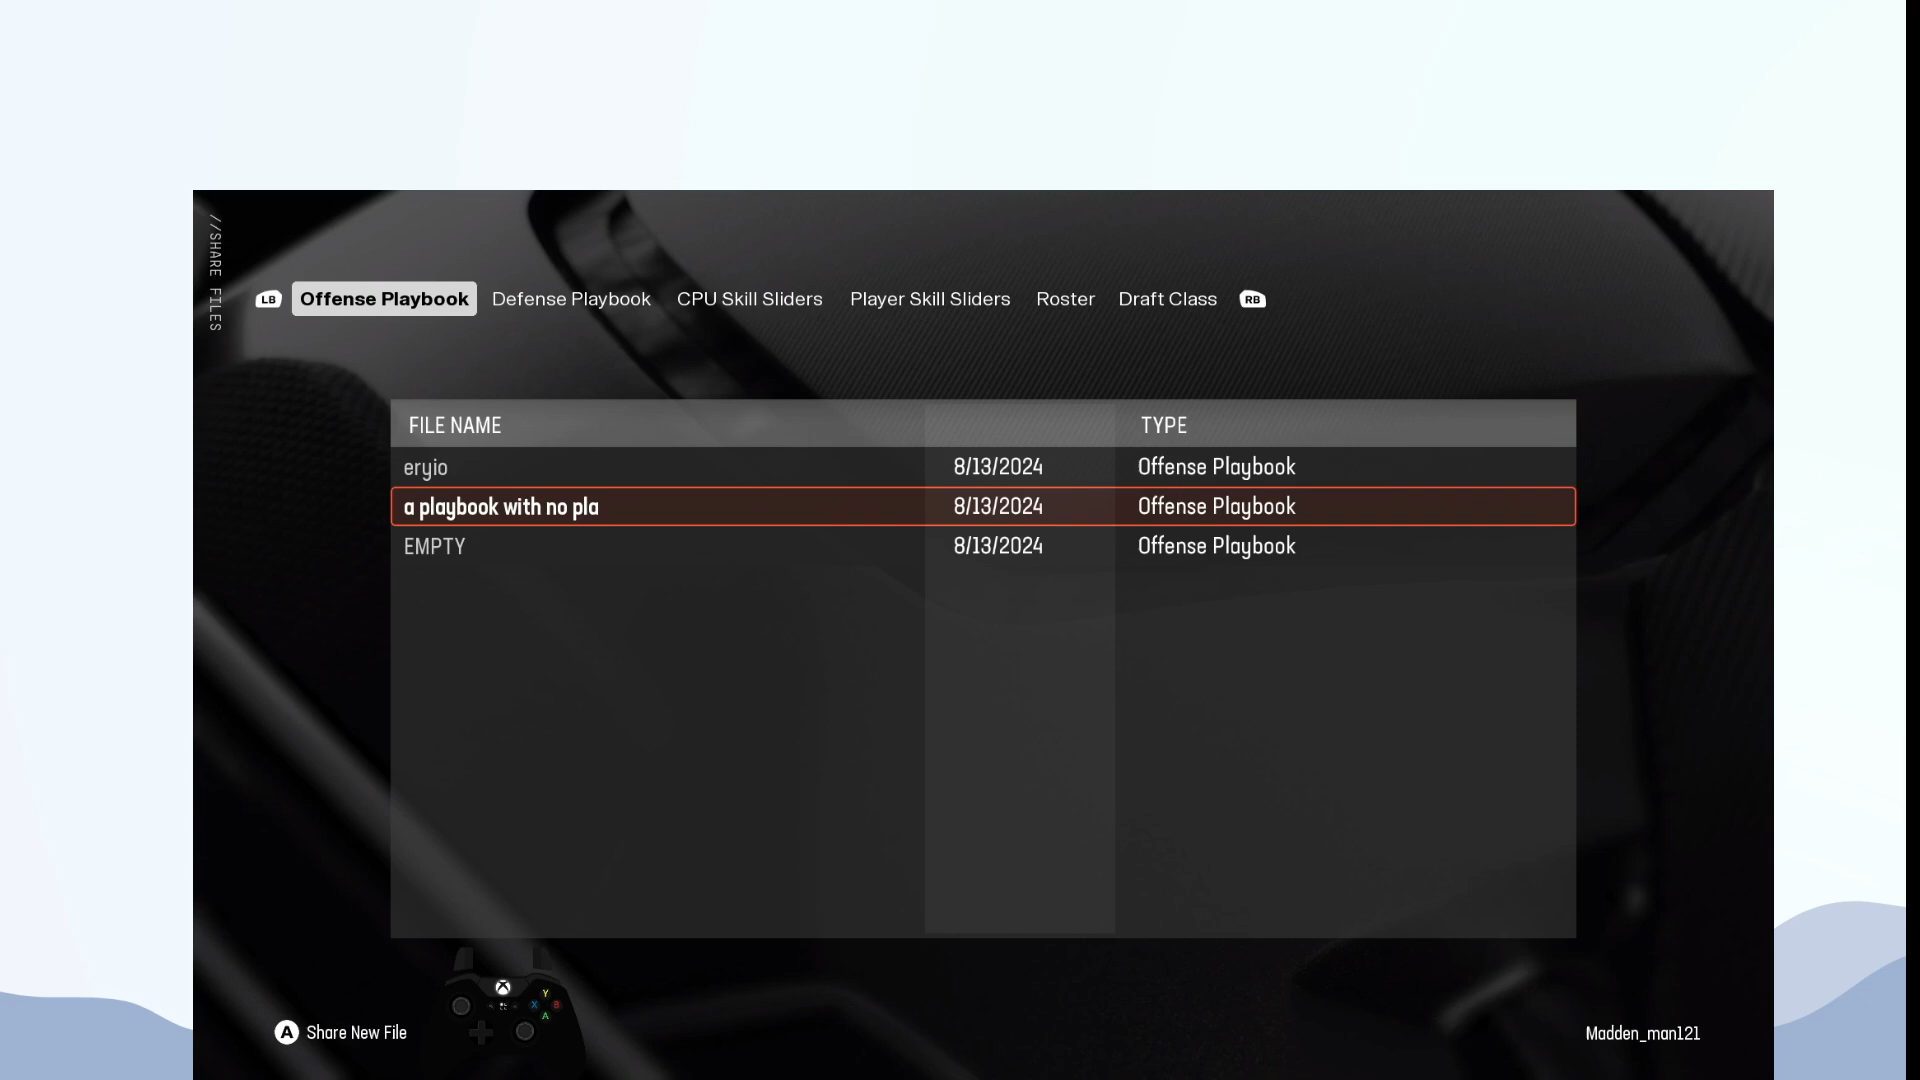 //SHARE FILES
LB Offense Playbook Defense Playbook CPU Skill Sliders Player Skill Sliders Roster Draft Class RB
FILE NAME TYPE
eryio 8/13/2024 Offense Playbook
a playbook with no pla 8/13/2024 Offense Playbook
EMPTY 8/13/2024 Offense Playbook
Y
X B
A
A Share New File
Madden_man121